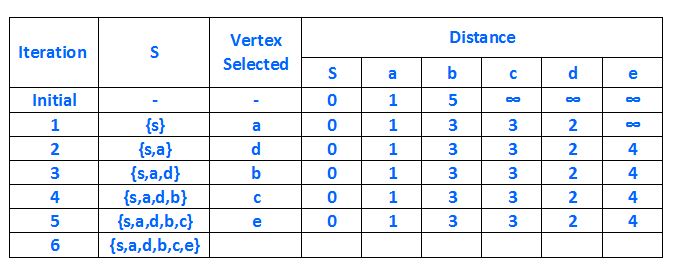 Iteration S Vertex Selected Distance
S a b c d e
Initial - - 0 1 5 ∞ ∞ ∞
1 {s} a 0 1 3 3 2 ∞
2 {s,a} d 0 1 3 3 2 4
3 {s,a,d} b 0 1 3 3 2 4
4 {s,a,d,b} c 0 1 3 3 2 4
5 {s,a,d,b,c} e 0 1 3 3 2 4
6 {s,a,d,b,c,e}